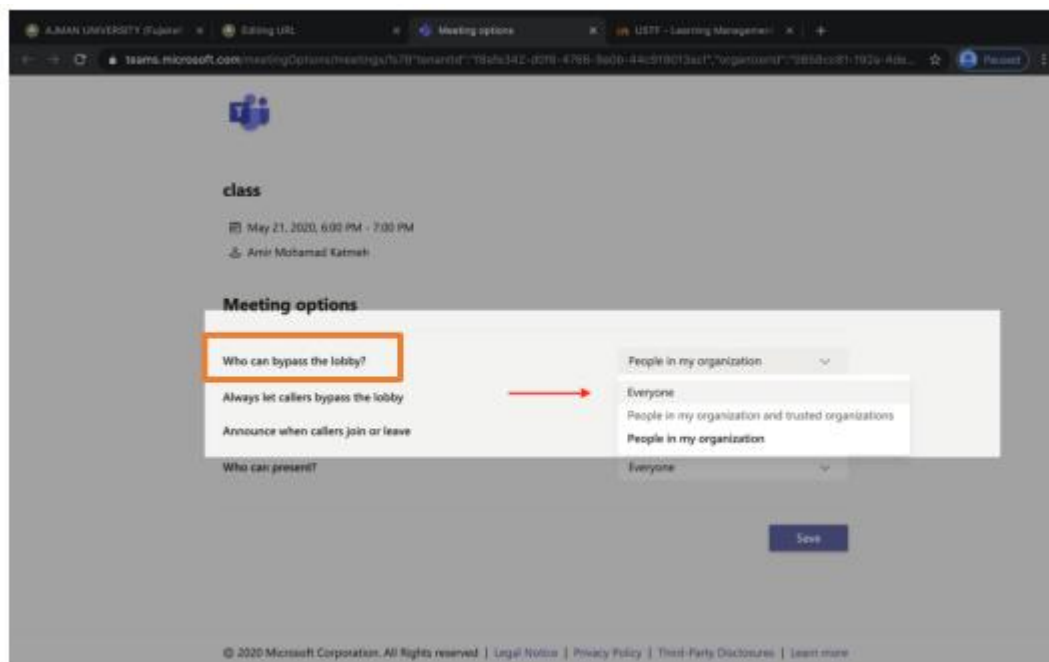 AJMAN UNIVERSITY (Fujairah
Editing URL
Meeting options
USTF - Learning Management
teams.microsoft.com/meetingOptions/meetings/
Paused
class
May 21, 2020, 6:00 PM - 7:00 PM
Amir Mohamad Katmeh
Meeting options
Who can bypass the lobby?
People in my organization
Always let callers bypass the lobby
Everyone
People in my organization and trusted organizations
Announce when callers join or leave
People in my organization
Who can present?
Everyone
Save
© 2020 Microsoft Corporation. All Rights reserved | Legal Notice | Privacy Policy | Third-Party Disclosures | Learn more